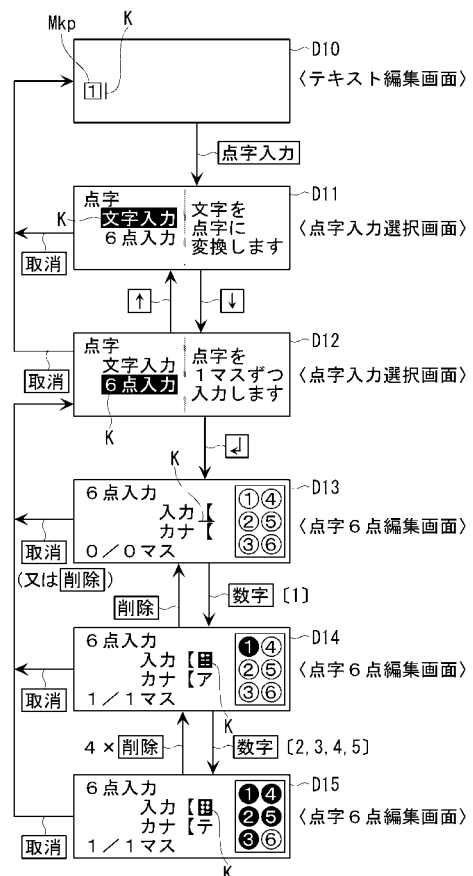 Mkp K
D10
1
〈テキスト編集画面〉
点字入力
D11
点字
K 文字入力
6点入力
文字を
点字に
変換します
〈点字入力選択画面〉
取消
↑ ↓
D12
点字
文字入力
6点入力
点字を
1マスずつ
入力します
〈点字入力選択画面〉
取消
K
K
D13
6点入力
入力【
カナ【
0/0マス
①④
②⑤
③⑥
〈点字6点編集画面〉
取消
(又は削除)
削除 数字 〔1〕
D14
6点入力
入力【
カナ【ア
1/1マス
❶④
②⑤
③⑥
〈点字6点編集画面〉
取消
K
4×削除 数字 〔2,3,4,5〕
D15
6点入力
入力【
カナ【テ
1/1マス
❶❹
❷❺
❸⑥
〈点字6点編集画面〉
取消
K